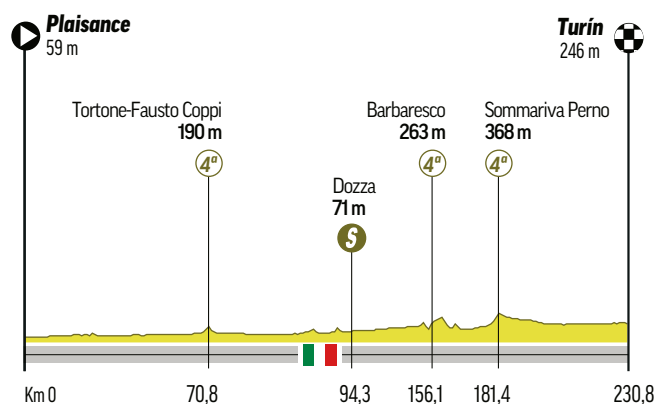 Plaisance
59 m
Turín
246 m
Tortone-Fausto Coppi
190 m
4ª
Barbaresco
263 m
4ª
Sommariva Perno
368 m
4ª
Dozza
71 m
S
Km 0
70,8
94,3
156,1
181,4
230,8